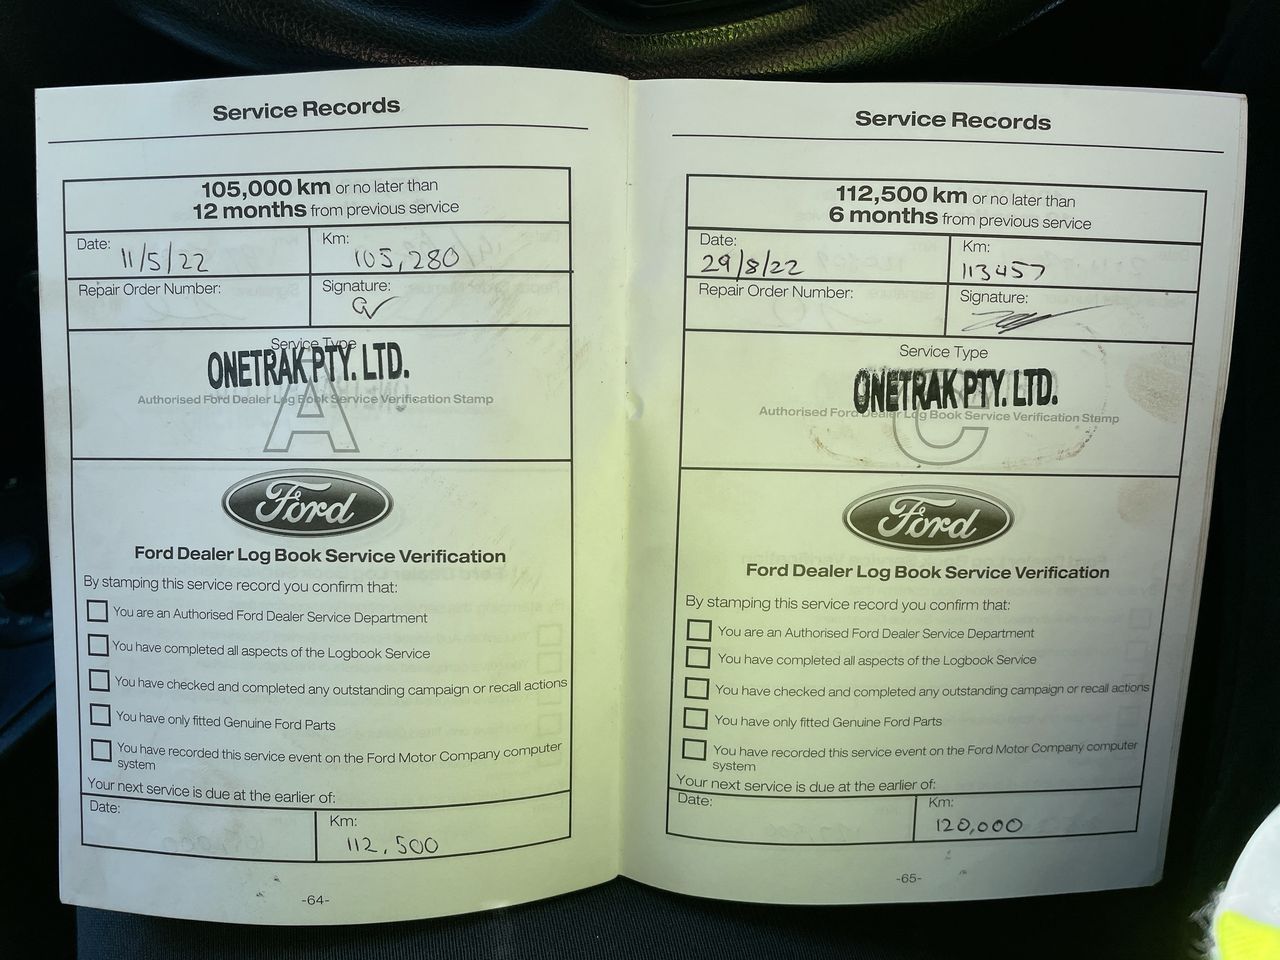 Service Records
105,000 km or no later than
12 months from previous service
Date:
11/5/22
Km:
105,280
Repair Order Number:
Signature:
Service Type
ONETRAK PTY. LTD.
Authorised Ford Dealer Log Book Service Verification Stamp
A
Ford
Ford Dealer Log Book Service Verification
By stamping this service record you confirm that:
You are an Authorised Ford Dealer Service Department
You have completed all aspects of the Logbook Service
You have checked and completed any outstanding campaign or recall actions
You have only fitted Genuine Ford Parts
You have recorded this service event on the Ford Motor Company computer
system
Your next service is due at the earlier of:
Date:
Km:
112,500
-64-
Service Records
112,500 km or no later than
6 months from previous service
Date:
29/8/22
Km:
113457
Repair Order Number:
Signature:
Service Type
ONETRAK PTY. LTD.
Authorised Ford Dealer Log Book Service Verification Stamp
C
Ford
Ford Dealer Log Book Service Verification
By stamping this service record you confirm that:
You are an Authorised Ford Dealer Service Department
You have completed all aspects of the Logbook Service
You have checked and completed any outstanding campaign or recall actions
You have only fitted Genuine Ford Parts
You have recorded this service event on the Ford Motor Company computer
system
Your next service is due at the earlier of:
Date:
Km:
120,000
-65-